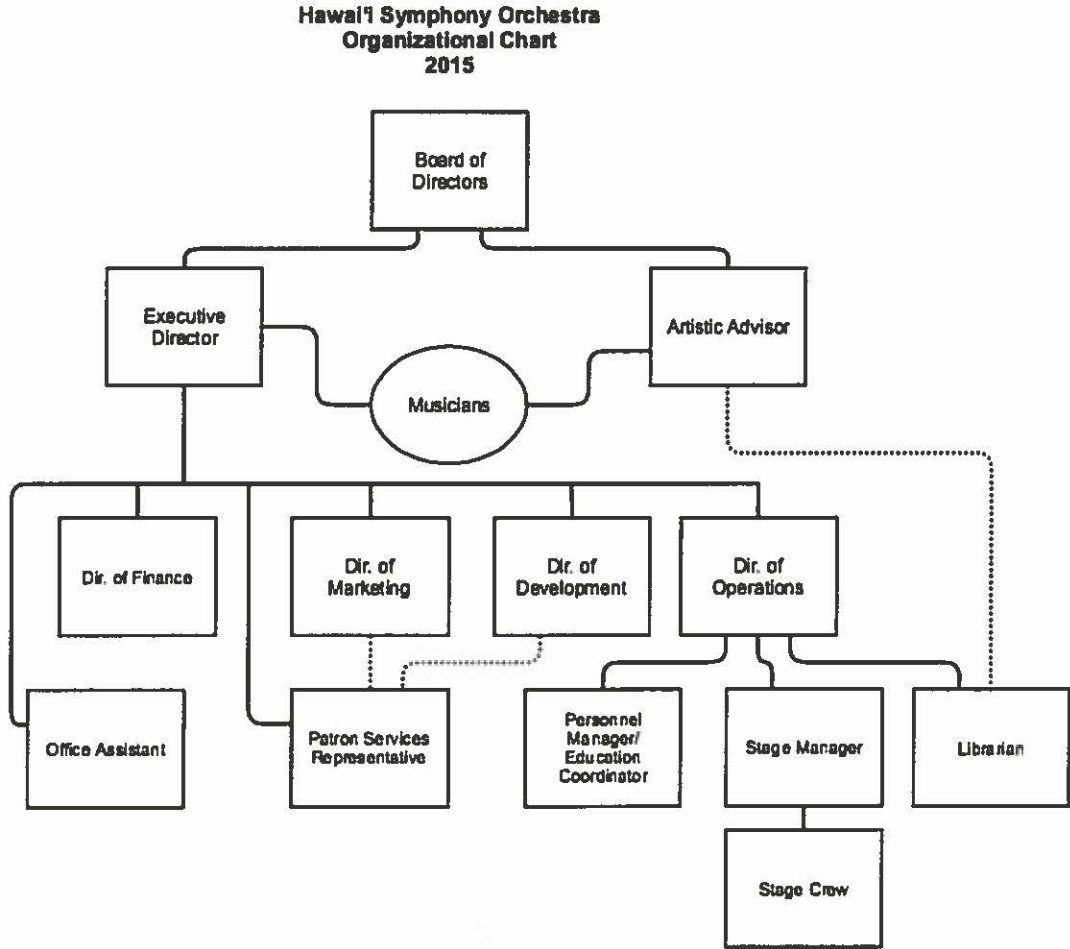 Hawai'i Symphony Orchestra
Organizational Chart
2015
Board of
Directors
Executive
Director
Artistic Advisor
Musicians
Dir. of Finance
Dir. of
Marketing
Dir. of
Development
Dir. of
Operations
Office Assistant
Patron Services
Representative
Personnel
Manager/
Education
Coordinator
Stage Manager
Librarian
Stage Crew